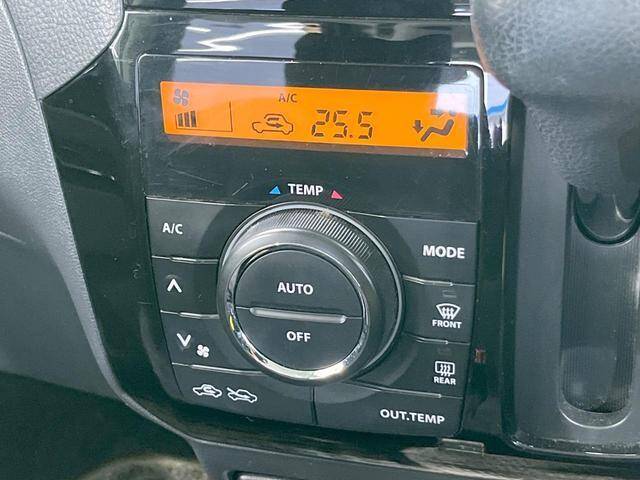 A/C
25.5
TEMP
A/C
MODE
AUTO
FRONT
OFF
REAR
OUT.TEMP